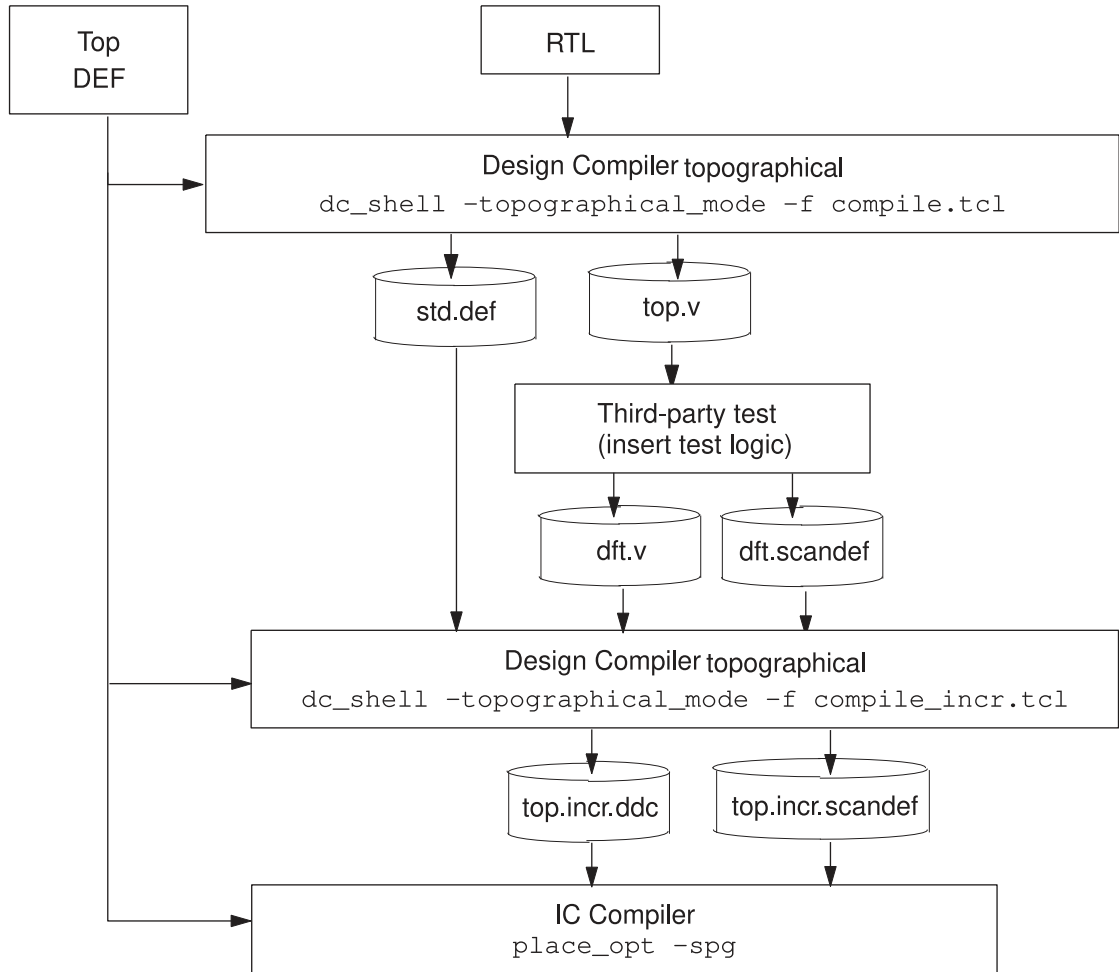 Top
DEF
RTL
Design Compiler topographical
dc_shell –topographical_mode –f compile.tcl
std.def
top.v
Third-party test
(insert test logic)
dft.v
dft.scandef
Design Compiler topographical
dc_shell –topographical_mode –f compile_incr.tcl
top.incr.ddc
top.incr.scandef
IC Compiler
place_opt –spg